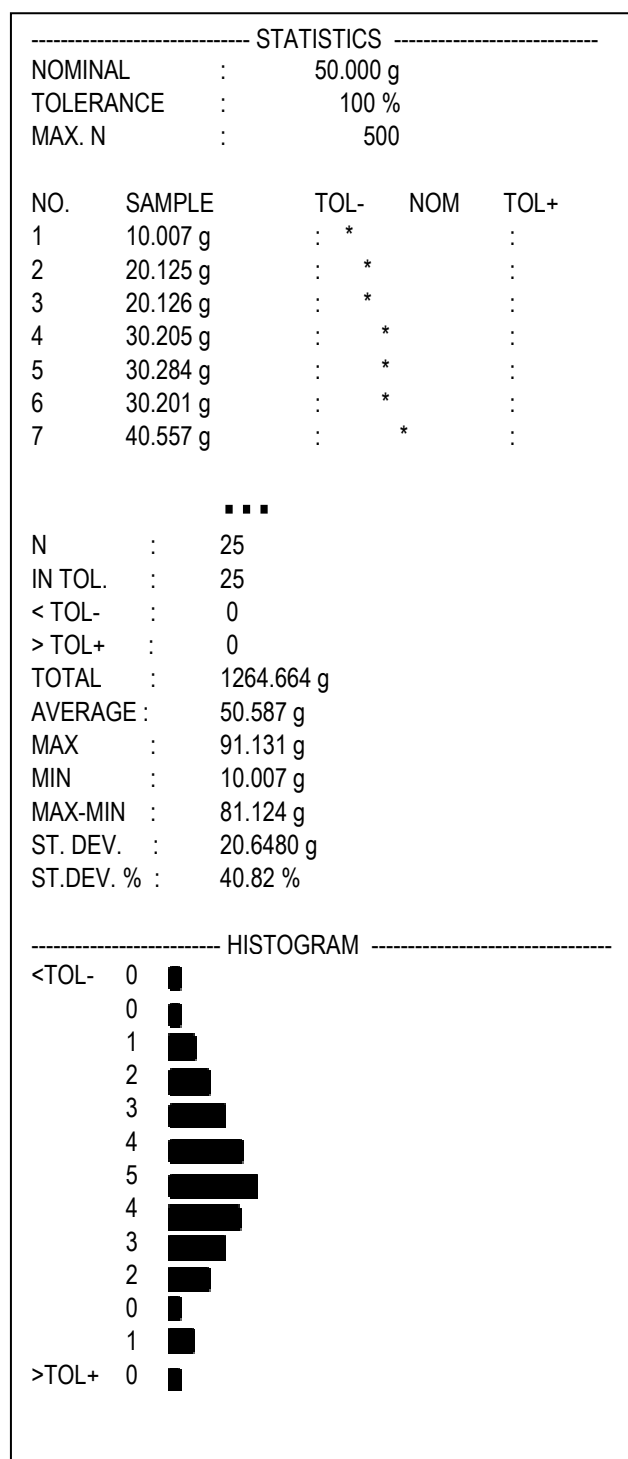 ------------------------------ STATISTICS ----------------------------
NOMINAL : 50.000 g
TOLERANCE : 100 %
MAX. N : 500
NO. SAMPLE TOL- NOM TOL+
1 10.007 g : * :
2 20.125 g : * :
3 20.126 g : * :
4 30.205 g : * :
5 30.284 g : * :
6 30.201 g : * :
7 40.557 g : * :
...
N : 25
IN TOL. : 25
< TOL- : 0
> TOL+ : 0
TOTAL : 1264.664 g
AVERAGE : 50.587 g
MAX : 91.131 g
MIN : 10.007 g
MAX-MIN : 81.124 g
ST. DEV. : 20.6480 g
ST.DEV. % : 40.82 %
-------------------------- HISTOGRAM ---------------------------------
<TOL- 0
0
1
2
3
4
5
4
3
2
0
1
>TOL+ 0